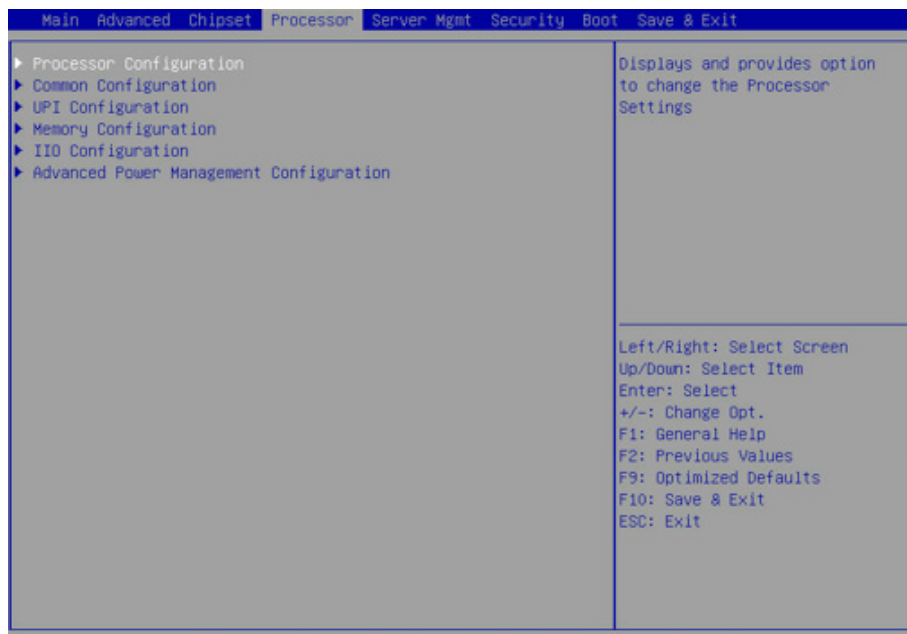 Main Advanced Chipset Processor Server Mgmt Security Boot Save & Exit
Processor Configuration
Common Configuration
UPI Configuration
Memory Configuration
IIO Configuration
Advanced Power Management Configuration
Displays and provides option
to change the Processor
Settings
Left/Right: Select Screen
Up/Down: Select Item
Enter: Select
+/-: Change Opt.
F1: General Help
F2: Previous Values
F9: Optimized Defaults
F10: Save & Exit
ESC: Exit